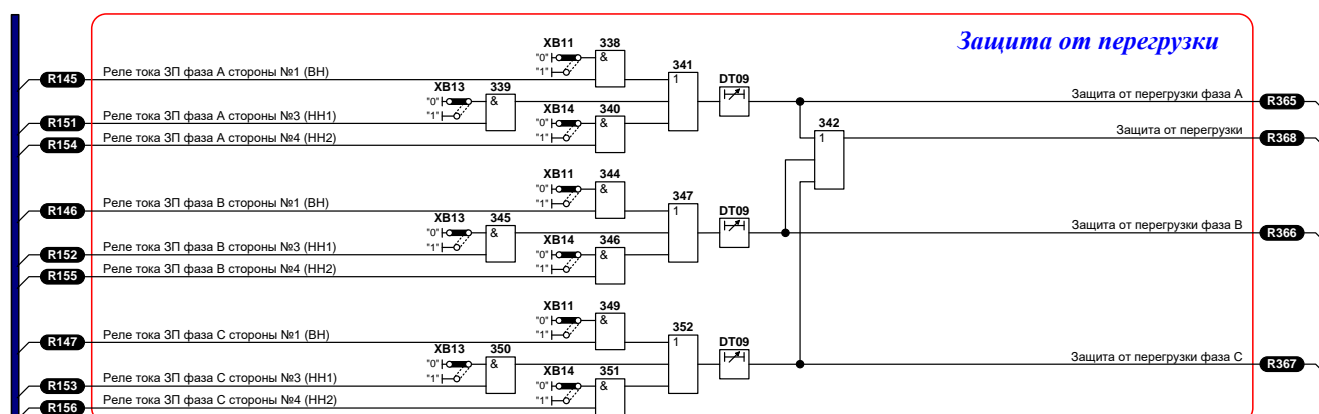 Защита от перегрузки
XB11 338
"0" &
"1"
341
1
R145 Реле тока ЗП фаза А стороны №1 (ВН)
DT09
XB13 339
"0" &
"1"
Защита от перегрузки фаза А R365
XB14 340
"0" &
"1"
R151 Реле тока ЗП фаза А стороны №3 (НН1)
R154 Реле тока ЗП фаза А стороны №4 (НН2)
342
1
Защита от перегрузки R368
XB11 344
"0" &
"1"
347
1
R146 Реле тока ЗП фаза В стороны №1 (ВН)
DT09
XB13 345
"0" &
"1"
Защита от перегрузки фаза В R366
XB14 346
"0" &
"1"
R152 Реле тока ЗП фаза В стороны №3 (НН1)
R155 Реле тока ЗП фаза В стороны №4 (НН2)
XB11 349
"0" &
"1"
352
1
R147 Реле тока ЗП фаза С стороны №1 (ВН)
DT09
XB13 350
"0" &
"1"
Защита от перегрузки фаза С R367
XB14 351
"0" &
"1"
R153 Реле тока ЗП фаза С стороны №3 (НН1)
R156 Реле тока ЗП фаза С стороны №4 (НН2)